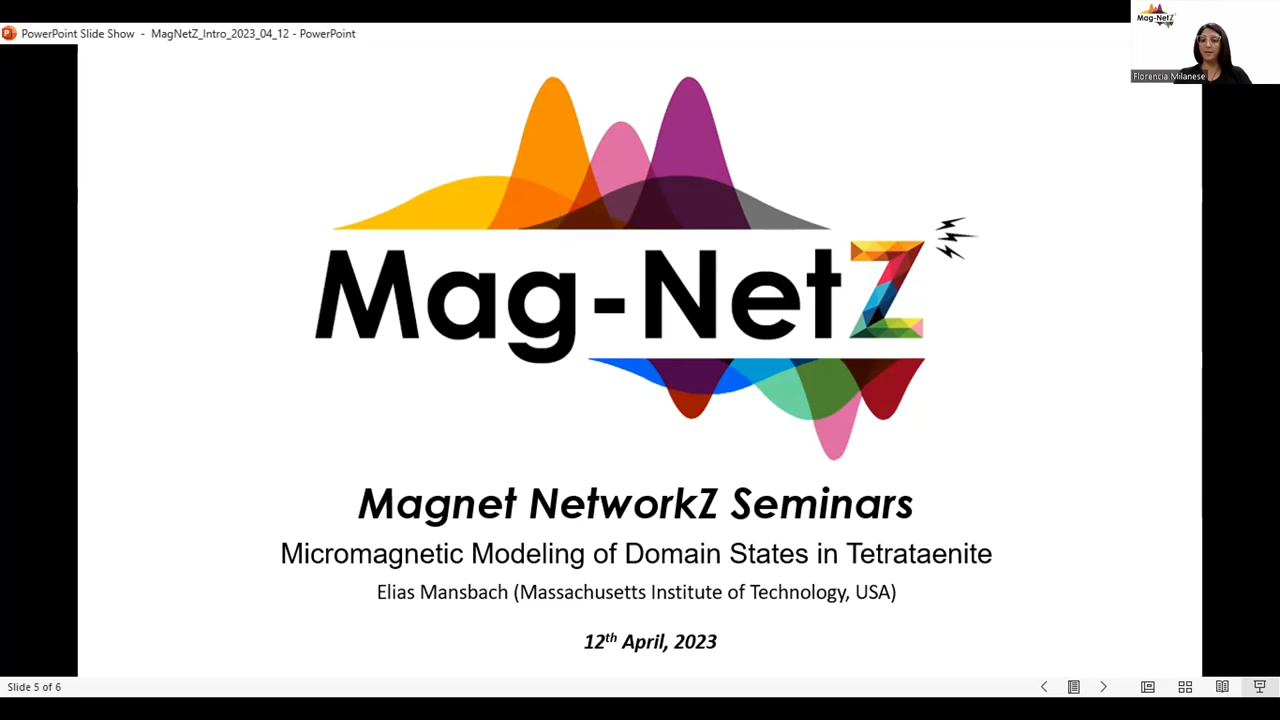 PowerPoint Slide Show - MagNetZ_Intro_2023_04_12 - PowerPoint
Mag-NetZ
Florencia Milanese
Mag-NetZ
Magnet NetworkZ Seminars
Micromagnetic Modeling of Domain States in Tetrataenite
Elias Mansbach (Massachusetts Institute of Technology, USA)
12th April, 2023
Slide 5 of 6